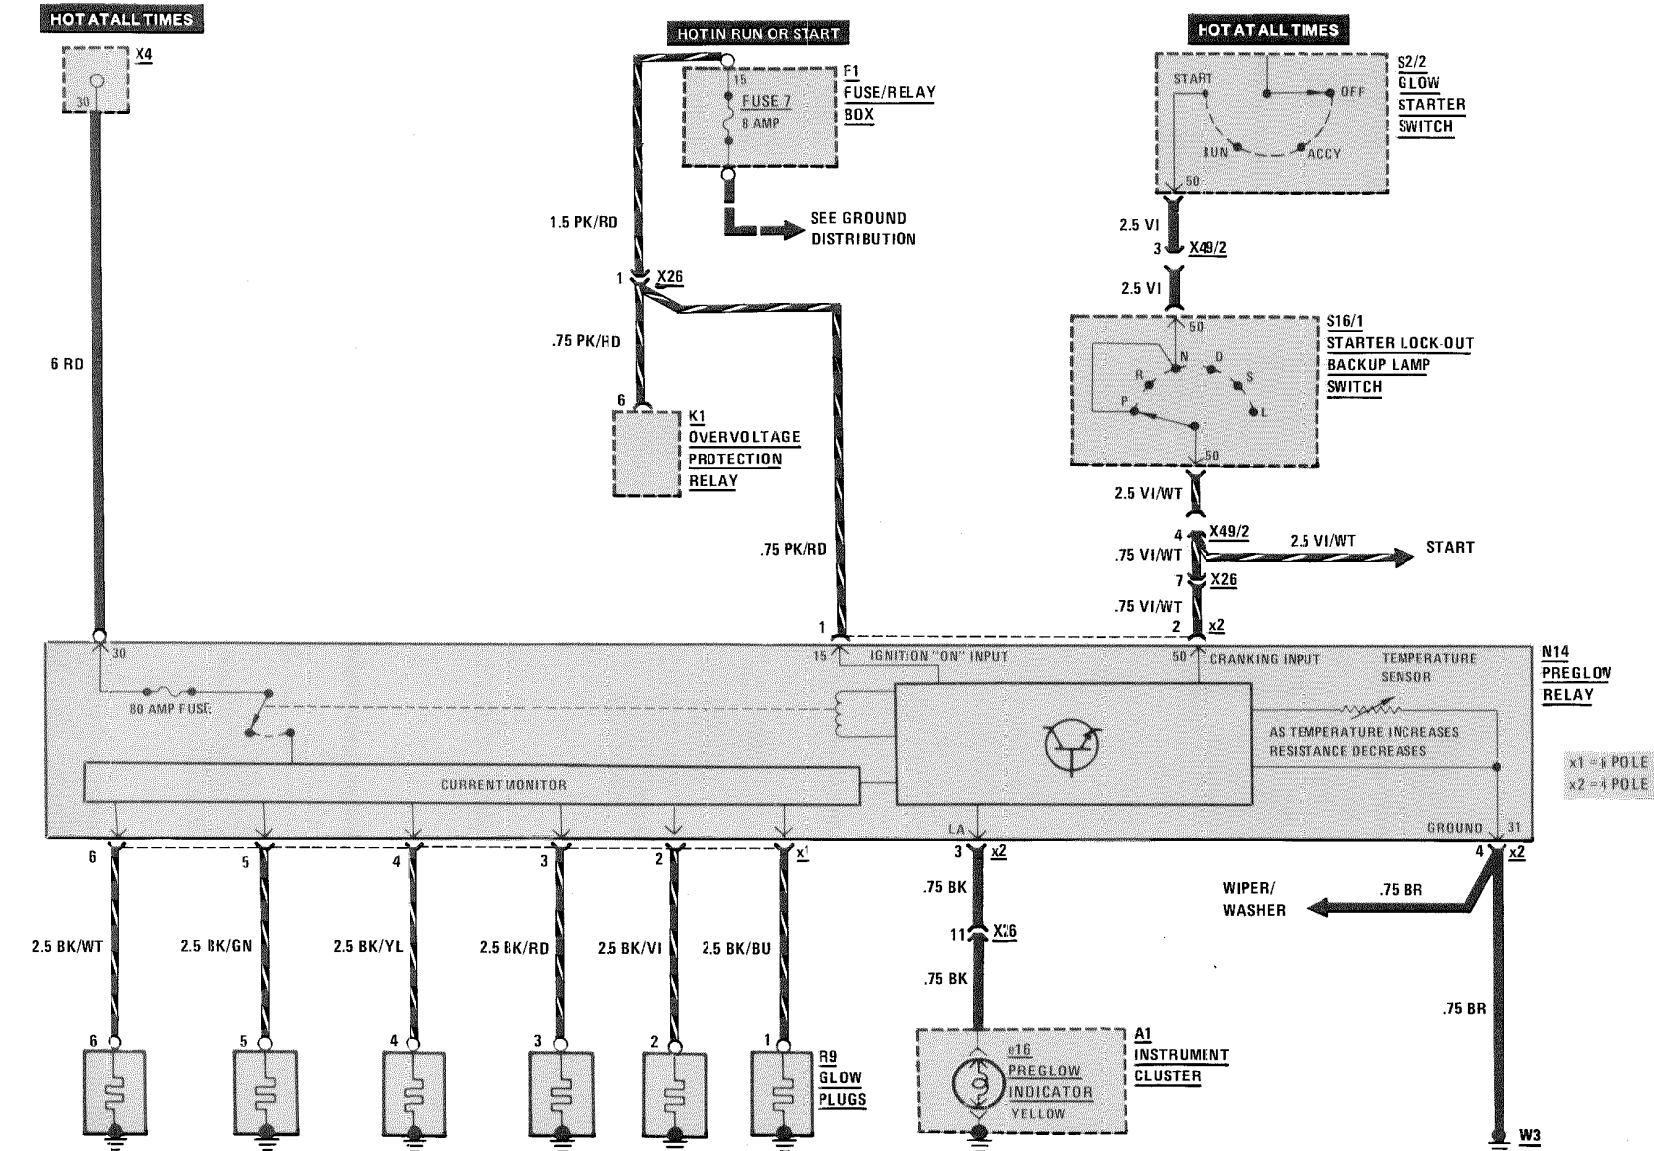 HOT AT ALL TIMES
X4
30
6 RD
HOT IN RUN OR START
15
FUSE 7
8 AMP
F1
FUSE/RELAY
BOX
SEE GROUND
DISTRIBUTION
1.5 PK/RD
1
X26
.75 PK/RD
6
K1
OVERVOLTAGE
PROTECTION
RELAY
.75 PK/RD
HOT AT ALL TIMES
START
OFF
RUN
ACCY
50
S2/2
GLOW
STARTER
SWITCH
2.5 VI
3
X49/2
2.5 VI
50
N
D
R
S
P
L
50
S16/1
STARTER LOCK-OUT
BACKUP LAMP
SWITCH
2.5 VI/WT
4
X49/2
2.5 VI/WT
START
.75 VI/WT
7
X26
.75 VI/WT
1
2
x2
30
80 AMP FUSE
15
IGNITION "ON" INPUT
50
CRANKING INPUT
TEMPERATURE
SENSOR
AS TEMPERATURE INCREASES
RESISTANCE DECREASES
N14
PREGLOW
RELAY
x1 = 6 POLE
x2 = 4 POLE
CURRENT MONITOR
LA
GROUND
31
6
5
4
3
2
x1
3
x2
4
x2
2.5 BK/WT
2.5 BK/GN
2.5 BK/YL
2.5 BK/RD
2.5 BK/VI
2.5 BK/BU
.75 BK
11
X26
.75 BK
WIPER/
WASHER
.75 BR
.75 BR
6
5
4
3
2
1
R9
GLOW
PLUGS
e16
PREGLOW
INDICATOR
YELLOW
A1
INSTRUMENT
CLUSTER
W3